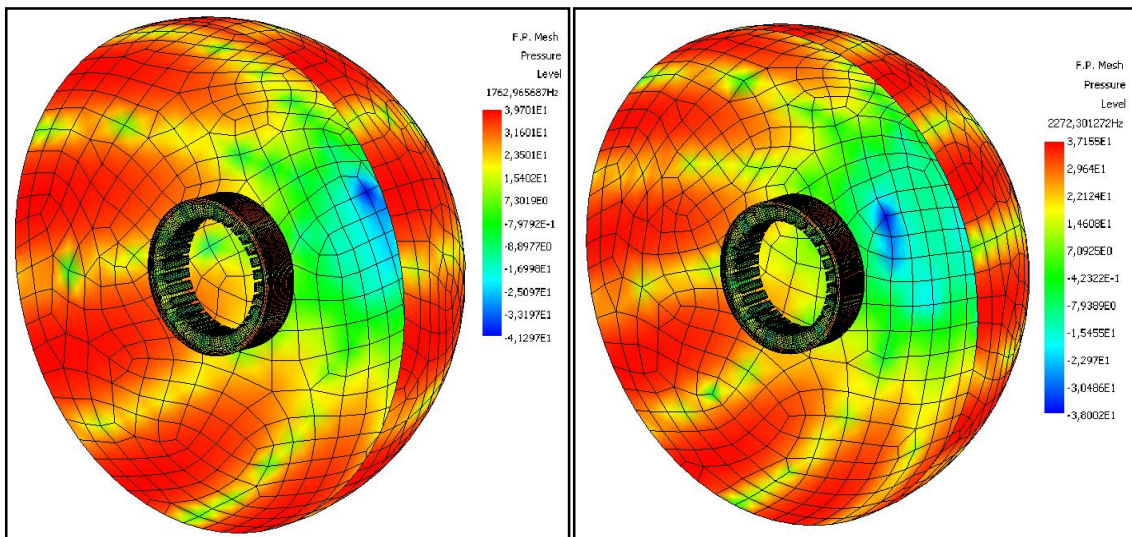 F.P. Mesh
Pressure
Level
1762,965687Hz
3,9701E1
3,1601E1
2,3501E1
1,5402E1
7,3019E0
-7,9792E-1
-8,8977E0
-1,6998E1
-2,5097E1
-3,3197E1
-4,1297E1
F.P. Mesh
Pressure
Level
2272,301272Hz
3,7155E1
2,964E1
2,2124E1
1,4608E1
7,0925E0
-4,2322E-1
-7,9389E0
-1,5455E1
-2,297E1
-3,0486E1
-3,8002E1